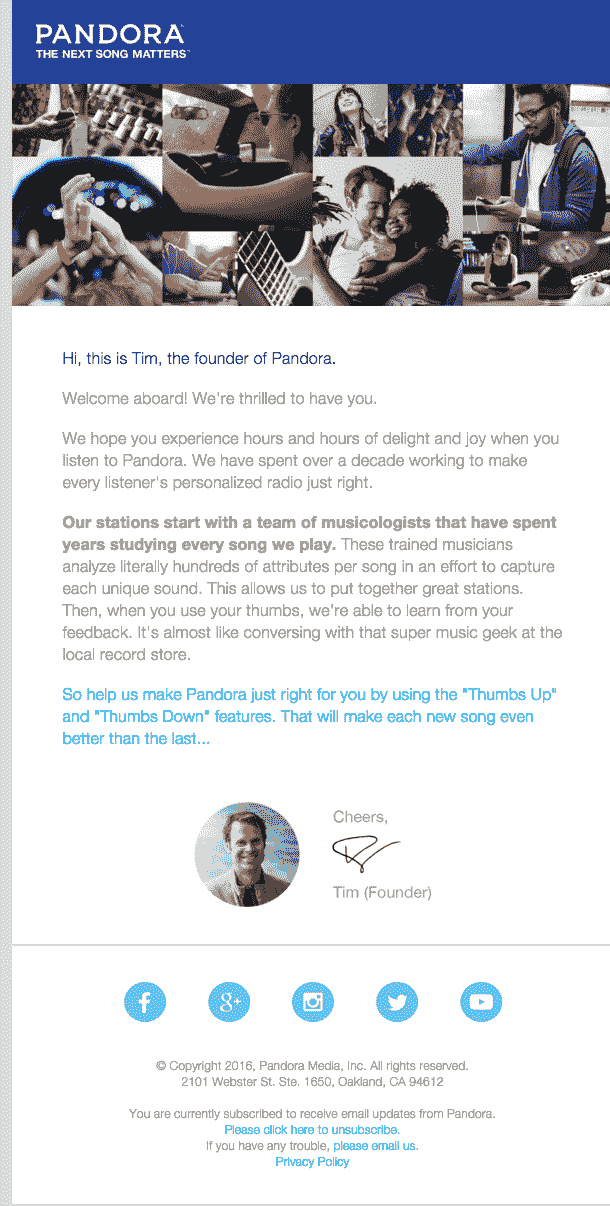 PANDORA
THE NEXT SONG MATTERS™
Hi, this is Tim, the founder of Pandora.
Welcome aboard! We're thrilled to have you.
We hope you experience hours and hours of delight and joy when you
listen to Pandora. We have spent over a decade working to make
every listener's personalized radio just right.
Our stations start with a team of musicologists that have spent
years studying every song we play. These trained musicians
analyze literally hundreds of attributes per song in an effort to capture
each unique sound. This allows us to put together great stations.
Then, when you use your thumbs, we're able to learn from your
feedback. It's almost like conversing with that super music geek at the
local record store.
So help us make Pandora just right for you by using the "Thumbs Up"
and "Thumbs Down" features. That will make each new song even
better than the last...
Cheers,
Tim (Founder)
© Copyright 2016, Pandora Media, Inc. All rights reserved.
2101 Webster St. Ste. 1650, Oakland, CA 94612
You are currently subscribed to receive email updates from Pandora.
Please click here to unsubscribe.
If you have any trouble, please email us.
Privacy Policy